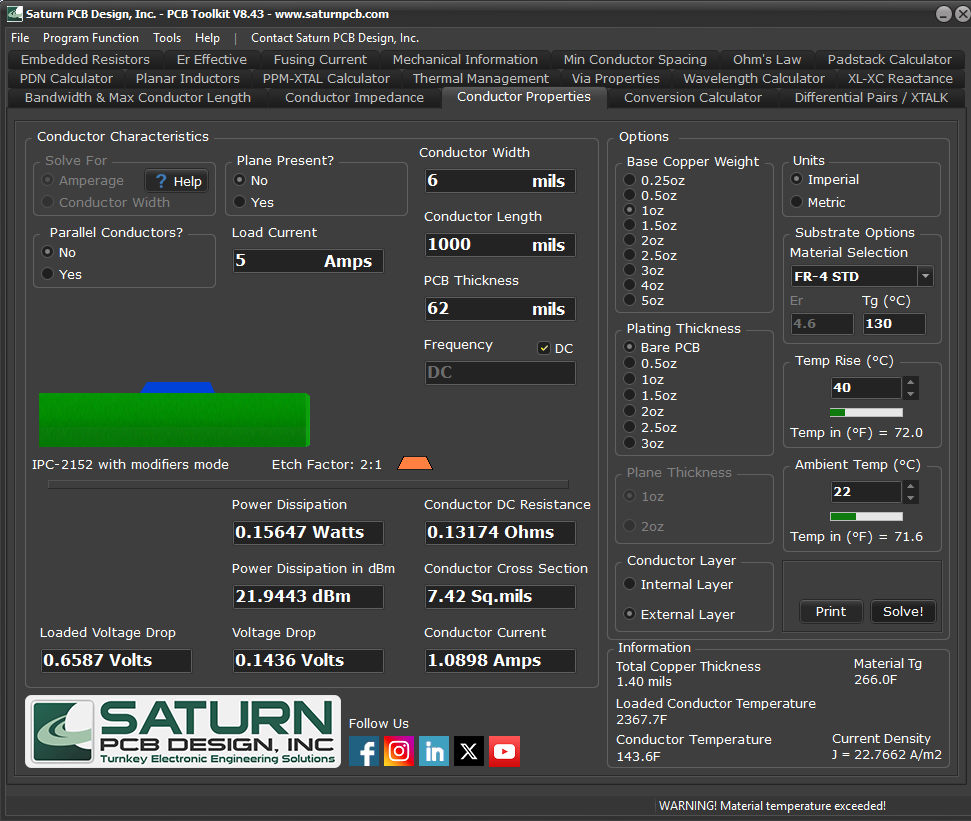 Saturn PCB Design, Inc. - PCB Toolkit V8.43 - www.saturnpcb.com
File Program Function Tools Help | Contact Saturn PCB Design, Inc.
Embedded Resistors Er Effective Fusing Current Mechanical Information Min Conductor Spacing Ohm's Law Padstack Calculator
PDN Calculator Planar Inductors PPM-XTAL Calculator Thermal Management Via Properties Wavelength Calculator XL-XC Reactance
Bandwidth & Max Conductor Length Conductor Impedance Conductor Properties Conversion Calculator Differential Pairs / XTALK
Conductor Characteristics
Solve For
Amperage
? Help
Conductor Width
Plane Present?
No
Yes
Parallel Conductors?
No
Yes
Load Current
5 Amps
Conductor Width
6 mils
Conductor Length
1000 mils
PCB Thickness
62 mils
Frequency
DC
DC
IPC-2152 with modifiers mode
Etch Factor: 2:1
Power Dissipation
0.15647 Watts
Conductor DC Resistance
0.13174 Ohms
Power Dissipation in dBm
21.9443 dBm
Conductor Cross Section
7.42 Sq.mils
Loaded Voltage Drop
0.6587 Volts
Voltage Drop
0.1436 Volts
Conductor Current
1.0898 Amps
Options
Base Copper Weight
0.25oz
0.5oz
1oz
1.5oz
2oz
2.5oz
3oz
4oz
5oz
Plating Thickness
Bare PCB
0.5oz
1oz
1.5oz
2oz
2.5oz
3oz
Plane Thickness
1oz
2oz
Conductor Layer
Internal Layer
External Layer
Units
Imperial
Metric
Substrate Options
Material Selection
FR-4 STD
Er Tg (°C)
4.6 130
Temp Rise (°C)
40
Temp in (°F) = 72.0
Ambient Temp (°C)
22
Temp in (°F) = 71.6
Print Solve!
Information
Total Copper Thickness
1.40 mils
Material Tg
266.0F
Loaded Conductor Temperature
2367.7F
Conductor Temperature
143.6F
Current Density
J = 22.7662 A/m2
SATURN
PCB DESIGN, INC
Turnkey Electronic Engineering Solutions
Follow Us
f in X
WARNING! Material temperature exceeded!